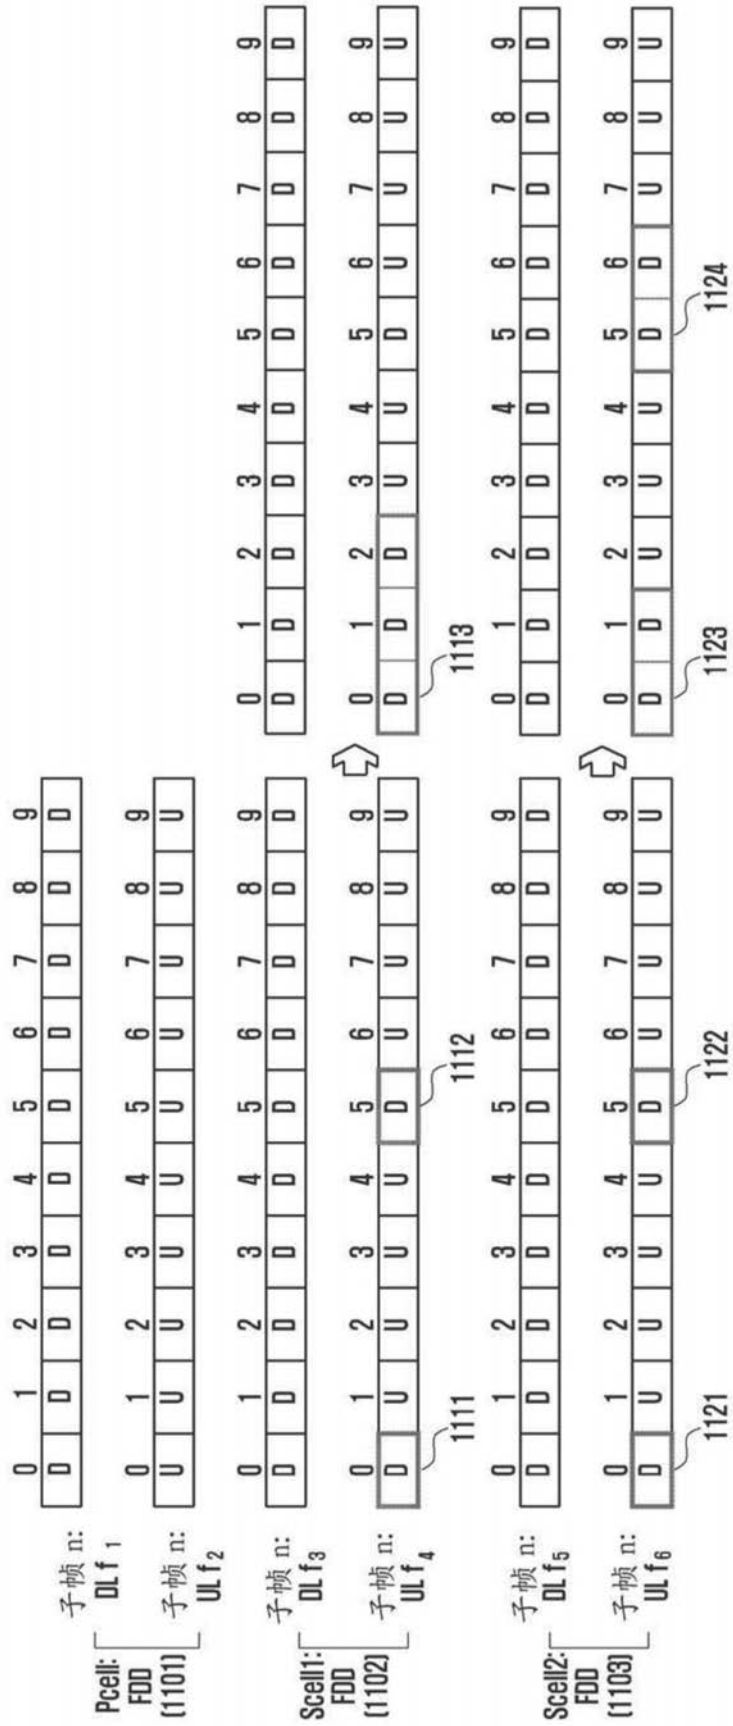 Pcell:
FDD
(1101)
子帧 n: 0 1 2 3 4 5 6 7 8 9
DL f1 D D D D D D D D D D
子帧 n: 0 1 2 3 4 5 6 7 8 9
UL f2 U U U U U U U U U U
Scell1:
FDD
(1102)
子帧 n: 0 1 2 3 4 5 6 7 8 9 0 1 2 3 4 5 6 7 8 9
DL f3 D D D D D D D D D D D D D D D D D D D D
子帧 n: 0 1 2 3 4 5 6 7 8 9 0 1 2 3 4 5 6 7 8 9
UL f4 D U U U U D U U U U D D D U U D U U U U
1111 1112 1113
Scell2:
FDD
(1103)
子帧 n: 0 1 2 3 4 5 6 7 8 9 0 1 2 3 4 5 6 7 8 9
DL f5 D D D D D D D D D D D D D D D D D D D D
子帧 n: 0 1 2 3 4 5 6 7 8 9 0 1 2 3 4 5 6 7 8 9
UL f6 D U U U U D U U U U D D U U U D D U U U
1121 1122 1123 1124